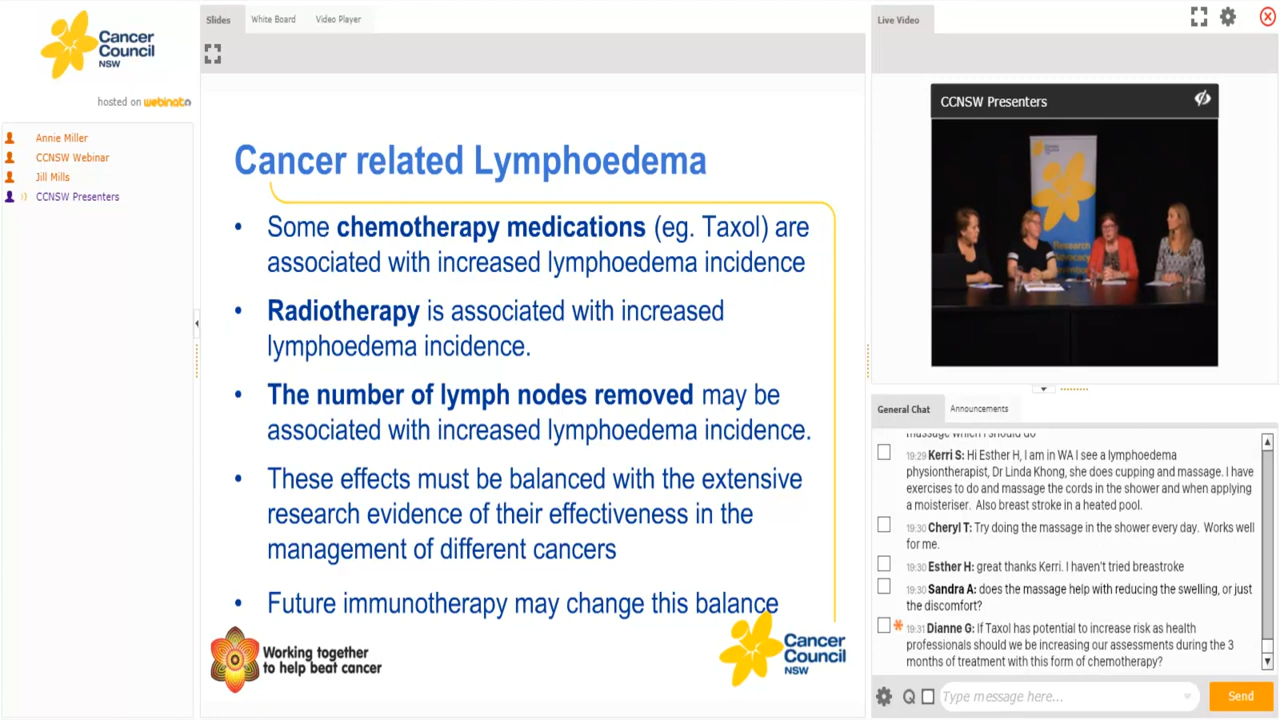 Cancer
Council
NSW
hosted on webinato
Annie Miller
CCNSW Webinar
Jill Mills
CCNSW Presenters
Slides
White Board
Video Player
Cancer related Lymphoedema
• Some chemotherapy medications (eg. Taxol) are
associated with increased lymphoedema incidence
• Radiotherapy is associated with increased
lymphoedema incidence.
• The number of lymph nodes removed may be
associated with increased lymphoedema incidence.
• These effects must be balanced with the extensive
research evidence of their effectiveness in the
management of different cancers
• Future immunotherapy may change this balance
Working together
to help beat cancer
Cancer
Council
NSW
Live Video
CCNSW Presenters
Research
Advocacy
General Chat
Announcements
massage which I should do
19:29 Kerri S: Hi Esther H, I am in WA I see a lymphoedema
physiontherapist, Dr Linda Khong, she does cupping and massage. I have
exercises to do and massage the cords in the shower and when applying
a moisteriser. Also breast stroke in a heated pool.
19:30 Cheryl T: Try doing the massage in the shower every day. Works well
for me.
19:30 Esther H: great thanks Kerri. I haven't tried breastroke
19:30 Sandra A: does the massage help with reducing the swelling, or just
the discomfort?
* 19:31 Dianne G: If Taxol has potential to increase risk as health
professionals should we be increasing our assessments during the 3
months of treatment with this form of chemotherapy?
Q
Type message here...
Send